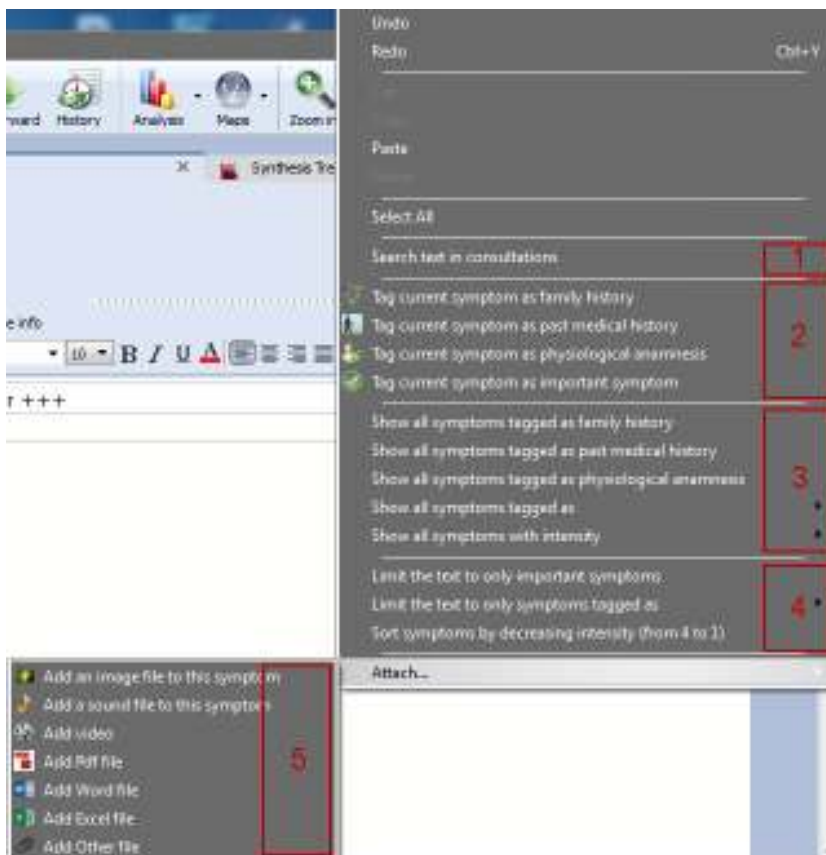 Undo
Redo Ctrl+Y
Paste
Select All
Search text in consultations 1
Tag current symptom as family history
Tag current symptom as past medical history
2
Tag current symptom as physiological anamnesis
Tag current symptom as important symptom
Show all symptoms tagged as family history
Show all symptoms tagged as past medical history
Show all symptoms tagged as physiological anamnesis
3
Show all symptoms tagged as
Show all symptoms with intensity
Limit the text to only important symptoms
Limit the text to only symptoms tagged as 4
Sort symptoms by decreasing intensity (from 4 to 1)
Attach...
Add an image file to this symptom
Add a sound file to this symptom
Add video
Add Pdf file 5
Add Word file
Add Excel file
Add Other file
ward History Analysis Maps Zoom in
Synthesis Tre
e info
10 B I U A
r +++